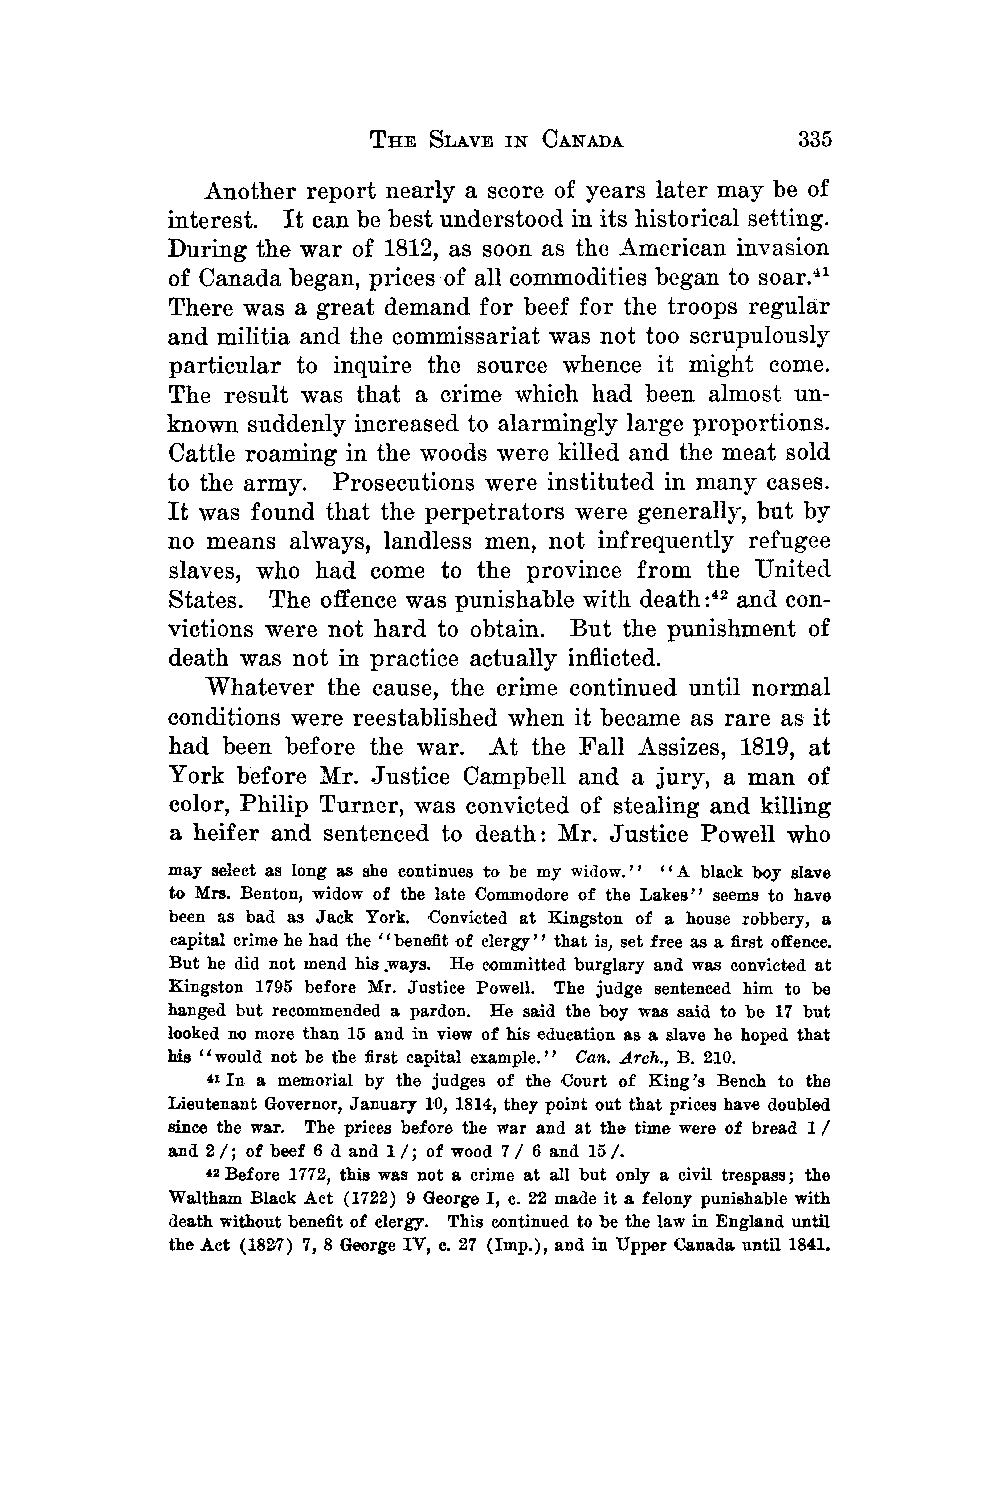 THE SLAVE IN CANADA 335
Another report nearly a score of years later may be of
interest. It can be best understood in its historical setting.
During the war of 1812, as soon as the American invasion
of Canada began, prices of all commodities began to soar.⁴¹
There was a great demand for beef for the troops regular
and militia and the commissariat was not too scrupulously
particular to inquire the source whence it might come.
The result was that a crime which had been almost un-
known suddenly increased to alarmingly large proportions.
Cattle roaming in the woods were killed and the meat sold
to the army. Prosecutions were instituted in many cases.
It was found that the perpetrators were generally, but by
no means always, landless men, not infrequently refugee
slaves, who had come to the province from the United
States. The offence was punishable with death:⁴² and con-
victions were not hard to obtain. But the punishment of
death was not in practice actually inflicted.
Whatever the cause, the crime continued until normal
conditions were reestablished when it became as rare as it
had been before the war. At the Fall Assizes, 1819, at
York before Mr. Justice Campbell and a jury, a man of
color, Philip Turner, was convicted of stealing and killing
a heifer and sentenced to death: Mr. Justice Powell who
may select as long as she continues to be my widow.'' ''A black boy slave
to Mrs. Benton, widow of the late Commodore of the Lakes'' seems to have
been as bad as Jack York. Convicted at Kingston of a house robbery, a
capital crime he had the ''benefit of clergy'' that is, set free as a first offence.
But he did not mend his ways. He committed burglary and was convicted at
Kingston 1795 before Mr. Justice Powell. The judge sentenced him to be
hanged but recommended a pardon. He said the boy was said to be 17 but
looked no more than 15 and in view of his education as a slave he hoped that
his ''would not be the first capital example.'' Can. Arch., B. 210.
⁴¹ In a memorial by the judges of the Court of King's Bench to the
Lieutenant Governor, January 10, 1814, they point out that prices have doubled
since the war. The prices before the war and at the time were of bread 1 /
and 2 /; of beef 6 d and 1 /; of wood 7 / 6 and 15 /.
⁴² Before 1772, this was not a crime at all but only a civil trespass; the
Waltham Black Act (1722) 9 George I, c. 22 made it a felony punishable with
death without benefit of clergy. This continued to be the law in England until
the Act (1827) 7, 8 George IV, c. 27 (Imp.), and in Upper Canada until 1841.